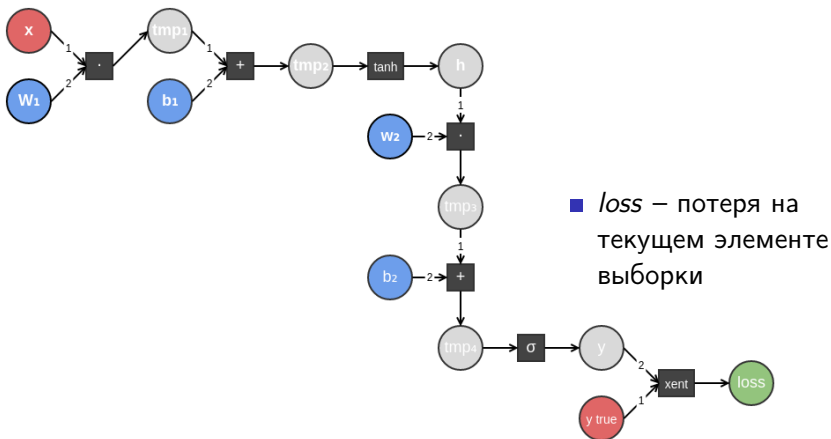 x
tmp₁
1
1
·
+
tmp₂
tanh
h
2
2
W₁
b₁
1
w₂
2
·
tmp₃
■ loss – потеря на
текущем элементе
выборки
1
b₂
2
+
tmp₄
σ
y
2
xent
loss
1
y true